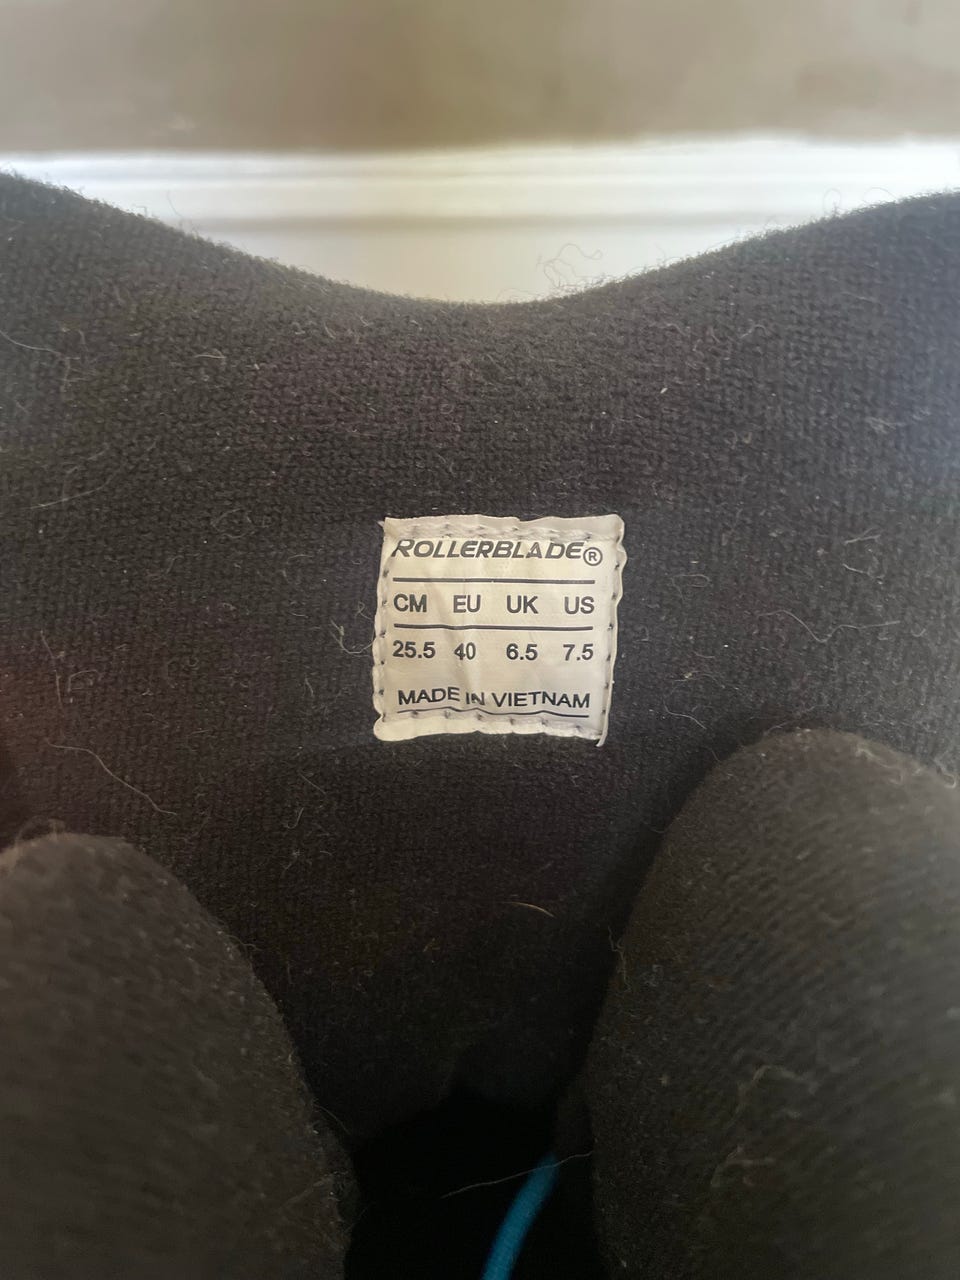 ROLLERBLADE®
CM EU UK US
25.5 40 6.5 7.5
MADE IN VIETNAM